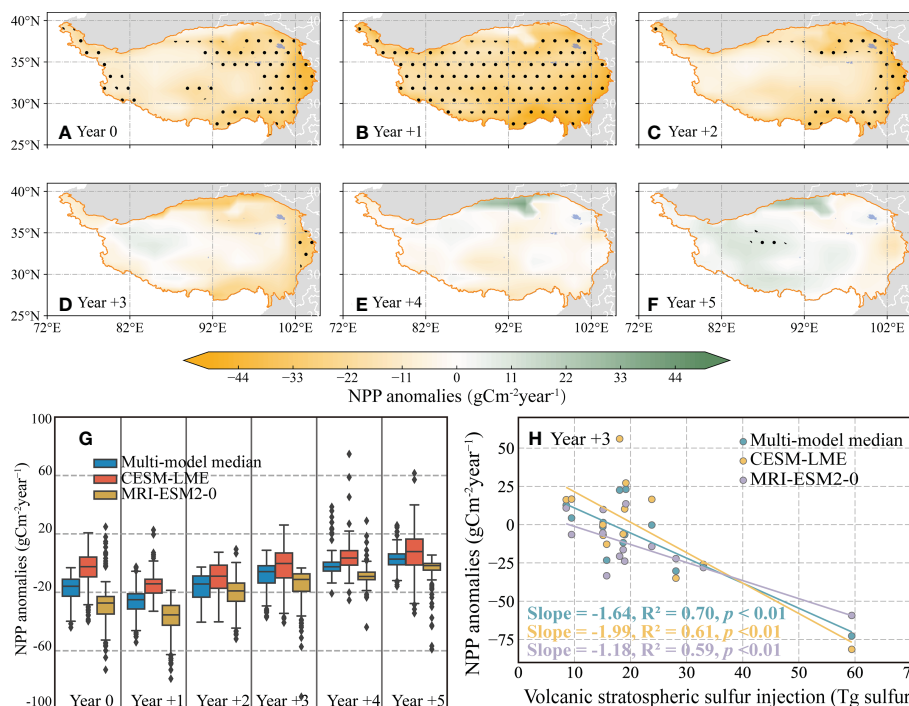 40°N
35°N
30°N
25°N
A Year 0
B Year +1
C Year +2
40°N
35°N
30°N
25°N
D Year +3
E Year +4
F Year +5
72°E 82°E 92°E 102°E 72°E 82°E 92°E 102°E 72°E 82°E 92°E 102°E
-44 -33 -22 -11 0 11 22 33 44
NPP anomalies (gCm-2year-1)
G
Multi-model median
CESM-LME
MRI-ESM2-0
100
60
20
-20
-60
-100
NPP anomalies (gCm-2year-1)
Year 0 Year +1 Year +2 Year +3 Year +4 Year +5
H Year +3
Multi-model median
CESM-LME
MRI-ESM2-0
50
25
0
-25
-50
-75
NPP anomalies (gCm-2year-1)
Slope = -1.64, R² = 0.70, p < 0.01
Slope = -1.99, R² = 0.61, p <0.01
Slope = -1.18, R² = 0.59, p <0.01
0 10 20 30 40 50 60 70
Volcanic stratospheric sulfur injection (Tg sulfur